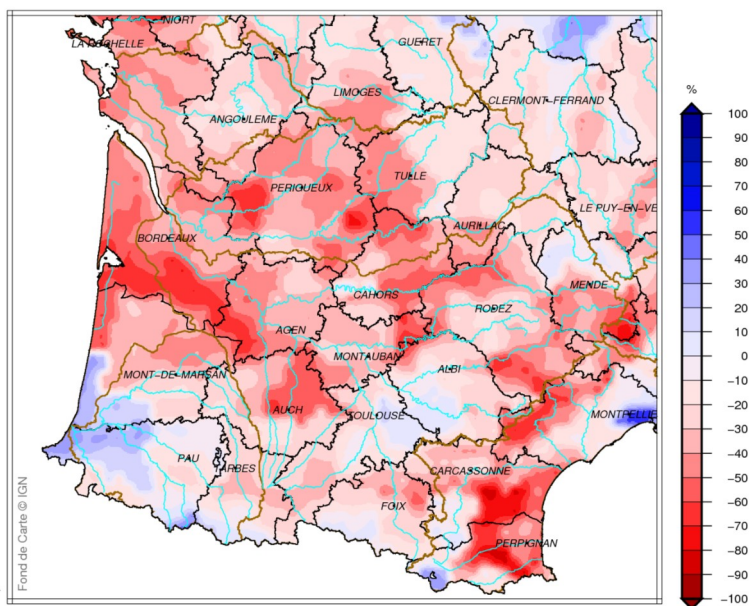 NIORT
LA ROCHELLE
GUERET
LIMOGES
CLERMONT-FERRAND
ANGOULEME
TULLE
PERIGUEUX
LE PUY-EN-VE
AURILLAC
BORDEAUX
MENDE
CAHORS
RODEZ
AGEN
MONTAUBAN
ALBI
MONT-DE-MARSAN
AUCH
TOULOUSE
MONTPELLIE
PAU
TARBES
CARCASSONNE
FOIX
PERPIGNAN
Fond de Carte © IGN
%
100
90
80
70
60
50
40
30
20
10
0
-10
-20
-30
-40
-50
-60
-70
-80
-90
-100